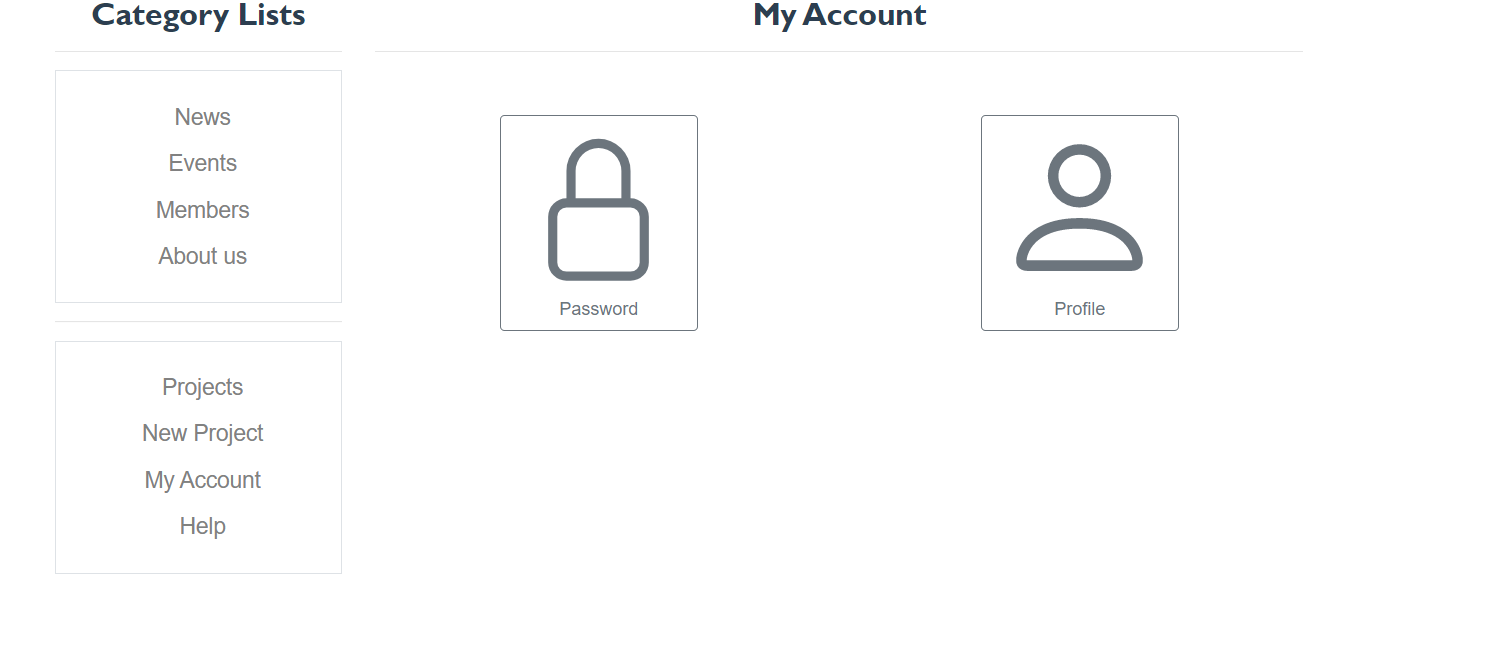 Category Lists
News
Events
Members
About us
Projects
New Project
My Account
Help
My Account
Password
Profile